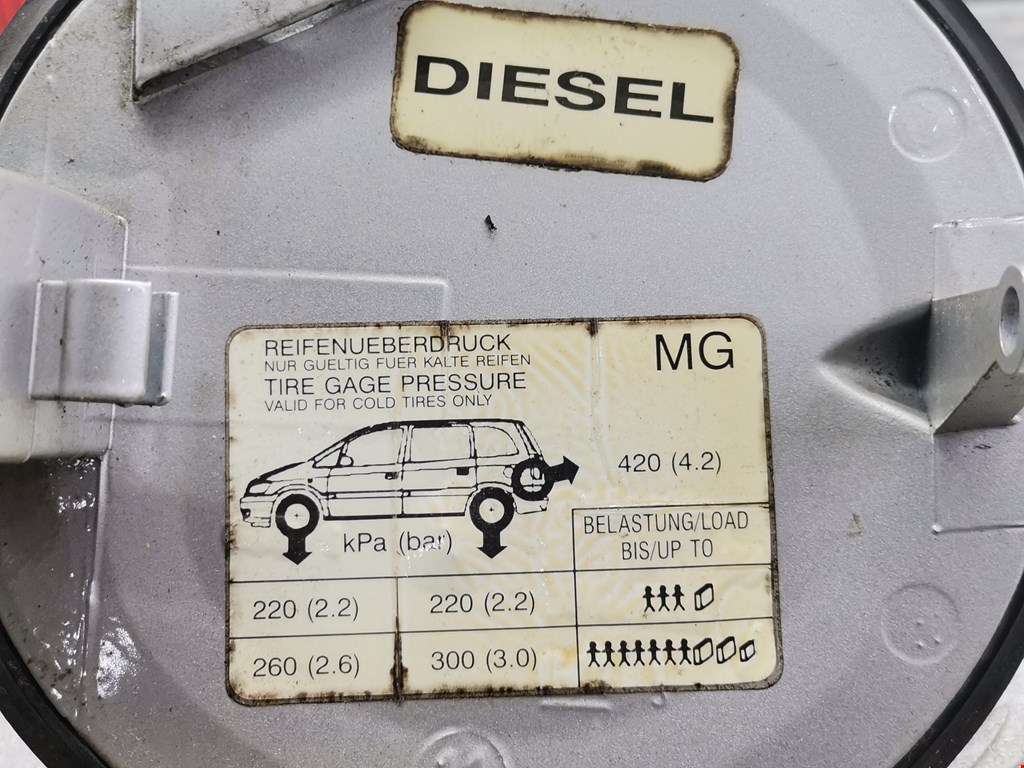 DIESEL
REIFENUEBERDRUCK
NUR GUELTIG FUER KALTE REIFEN
TIRE GAGE PRESSURE
VALID FOR COLD TIRES ONLY
MG
420 (4.2)
kPa (bar)
BELASTUNG/LOAD
BIS/UP TO
220 (2.2) 220 (2.2)
260 (2.6) 300 (3.0)